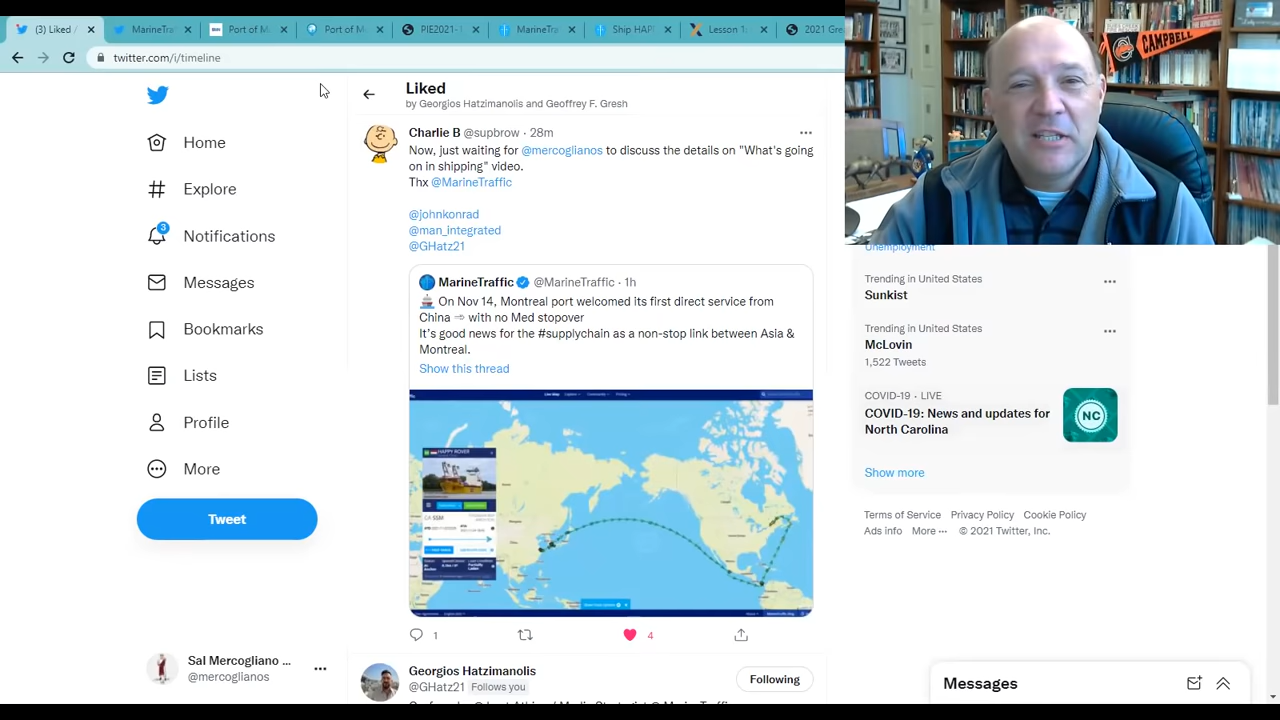 (3) Liked /
MarineTra
Port of M
Port of M
PIE2021-
MarineTra
Ship HAP
Lesson 1
2021 Gre
twitter.com/i/timeline
CAMPBELL
Liked
by Georgios Hatzimanolis and Geoffrey F. Gresh
Home
Explore
3
Notifications
Messages
Bookmarks
Lists
Profile
More
Tweet
Sal Mercogliano ...
@mercoglianos
Charlie B @supbrow · 28m
Now, just waiting for @mercoglianos to discuss the details on "What's going
on in shipping" video.
Thx @MarineTraffic
@johnkonrad
@man_integrated
@GHatz21
MarineTraffic @MarineTraffic · 1h
On Nov 14, Montreal port welcomed its first direct service from
China ⇨ with no Med stopover
It's good news for the #supplychain as a non-stop link between Asia &
Montreal.
Show this thread
HAPPY ROVER
1
4
Georgios Hatzimanolis
@GHatz21 Follows you
Following
Unemployment
Trending in United States
Sunkist
Trending in United States
McLovin
1,522 Tweets
COVID-19 · LIVE
COVID-19: News and updates for
North Carolina
NC
Show more
Terms of Service Privacy Policy Cookie Policy
Ads info More ··· © 2021 Twitter, Inc.
Messages